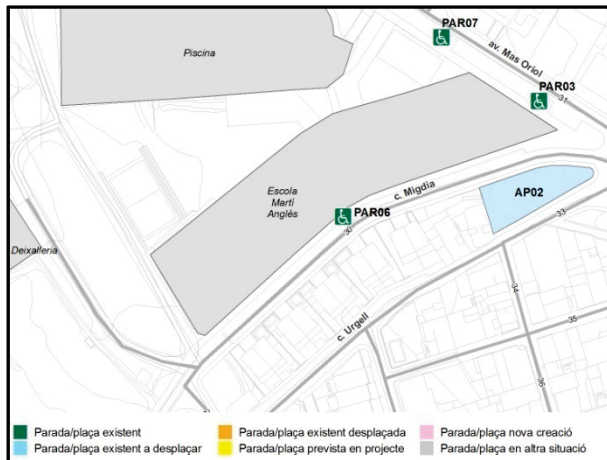 PAR07
av. Mas Oriol
Piscina
PAR03
31
Escola
Martí
Anglès
c. Migdia
AP02
PAR06
30
33
Deixalleria
c. Urgell
34
35
36
Parada/plaça existent
Parada/plaça existent desplaçada
Parada/plaça nova creació
Parada/plaça existent a desplaçar
Parada/plaça prevista en projecte
Parada/plaça en altra situació